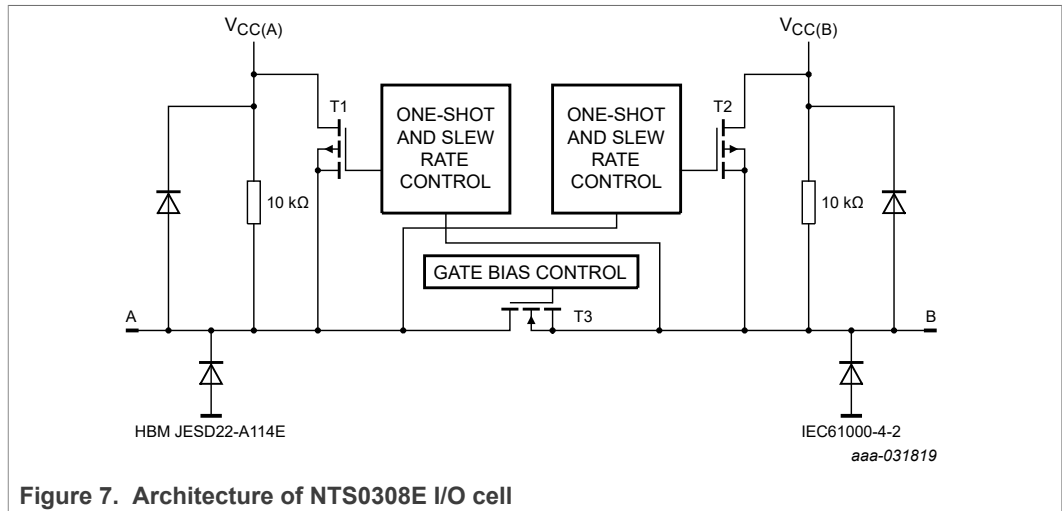 VCC(A)
VCC(B)
T1
ONE-SHOT
AND SLEW
RATE
CONTROL
ONE-SHOT
AND SLEW
RATE
CONTROL
T2
10 kΩ
10 kΩ
GATE BIAS CONTROL
A
T3
B
HBM JESD22-A114E
IEC61000-4-2
aaa-031819
Figure 7. Architecture of NTS0308E I/O cell